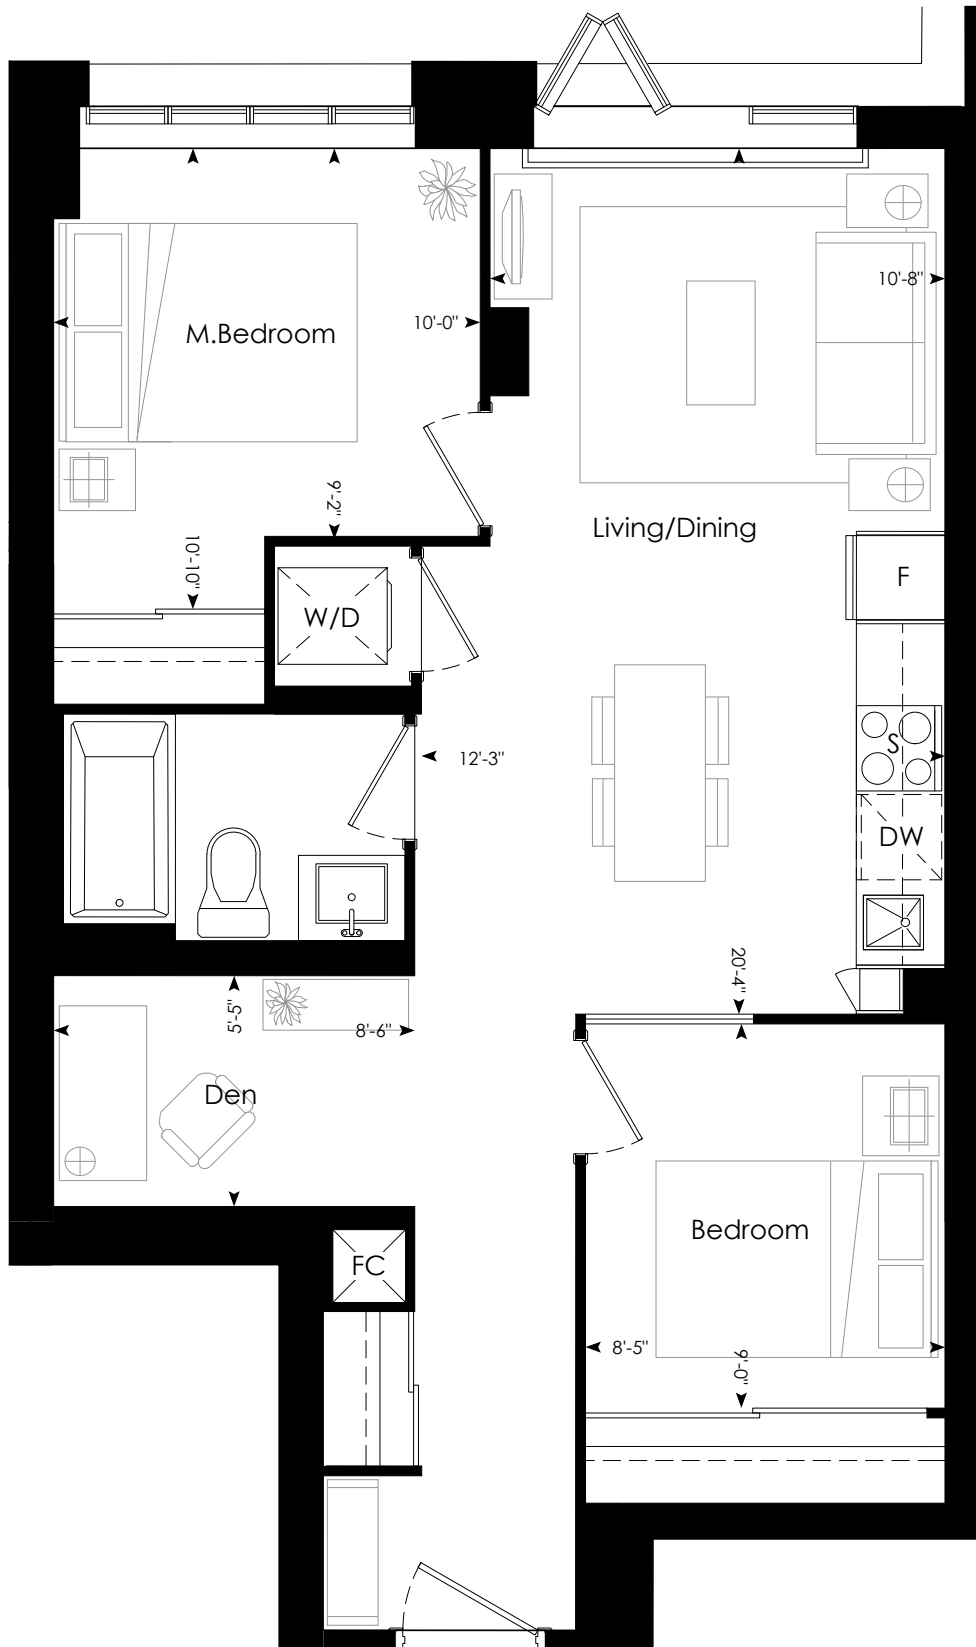 10'-8"
M.Bedroom
10'-0"
9'-2"
Living/Dining
10'-10"
F
W/D
S
12'-3"
DW
20'-4"
5'-5"
8'-6"
Den
Bedroom
FC
8'-5"
9'-0"